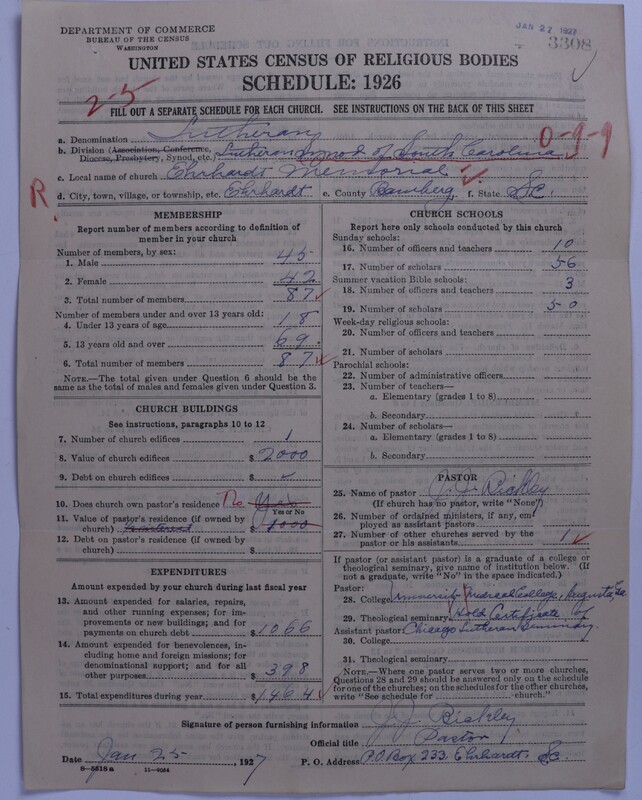 DEPARTMENT OF COMMERCE
BUREAU OF THE CENSUS
WASHINGTON
JAN 27 1927
3308
UNITED STATES CENSUS OF RELIGIOUS BODIES
SCHEDULE: 1926
2-5
FILL OUT A SEPARATE SCHEDULE FOR EACH CHURCH. SEE INSTRUCTIONS ON THE BACK OF THIS SHEET
a. Denomination Lutheran
0-9-9
b. Division (Association, Conference, Diocese, Presbytery, Synod, etc.) Lutheran Synod of South Carolina
c. Local name of church Ehrhardt Memorial
R
d. City, town, village, or township, etc. Ehrhardt e. County Bamberg f. State S.C.
MEMBERSHIP
Report number of members according to definition of
member in your church
Number of members, by sex:
1. Male 45
2. Female 42
3. Total number of members 87
Number of members under and over 13 years old:
4. Under 13 years of age 18
5. 13 years old and over 69
6. Total number of members 87
NOTE.—The total given under Question 6 should be
same as the total of males and females given under Question 3.
CHURCH BUILDINGS
See instructions, paragraphs 10 to 12
7. Number of church edifices 1
8. Value of church edifices $ 2000
9. Debt on church edifices $
10. Does church own pastor's residence? No Yes
Yes or No
11. Value of pastor's residence (if owned by
church) $ 1000
12. Debt on pastor's residence (if owned by
church) $
EXPENDITURES
Amount expended by your church during last fiscal year
13. Amount expended for salaries, repairs,
and other running expenses; for im-
provements or new buildings; and for
payments on church debt $ 1066
14. Amount expended for benevolences, in-
cluding home and foreign missions; for
denominational support; and for all
other purposes $ 398
15. Total expenditures during year $ 1464
CHURCH SCHOOLS
Report here only schools conducted by this church
Sunday schools:
16. Number of officers and teachers 10
17. Number of scholars 56
Summer vacation Bible schools:
18. Number of officers and teachers 3
19. Number of scholars 50
Week-day religious schools:
20. Number of officers and teachers
21. Number of scholars
Parochial schools:
22. Number of administrative officers
23. Number of teachers—
a. Elementary (grades 1 to 8)
b. Secondary
24. Number of scholars—
a. Elementary (grades 1 to 8)
b. Secondary
PASTOR
25. Name of pastor J. J. Bickley
(If church has no pastor, write "None")
26. Number of ordained ministers, if any, em-
ployed as assistant pastors
27. Number of other churches served by the
pastor or his assistants 1
If pastor (or assistant pastor) is a graduate of a college or
theological seminary, give name of institution below. (If
not a graduate, write "No" in the space indicated.)
Pastor:
28. College Medical College, Augusta, Ga
29. Theological seminary Hold Certificate of
Assistant pastor: Chicago Lutheran Seminary.
30. College
31. Theological seminary
NOTE.—Where one pastor serves two or more churches,
Questions 28 and 29 should be answered only on the schedule
for one of the churches; on the schedules for the other churches,
write "See schedule for church."
Signature of person furnishing information J. J. Bickley
Official title Pastor
Date Jan 25, 1927 P. O. Address P.O. Box 233, Ehrhardt, S.C.
8-5518a 11-4054